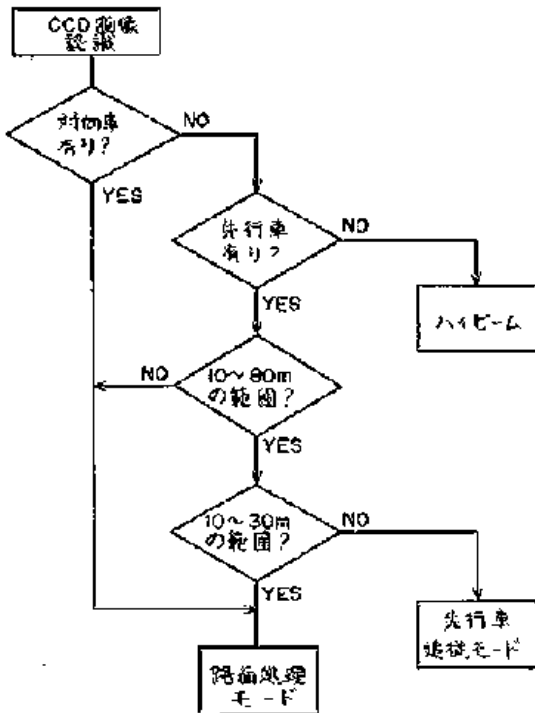 CCD画像
認識
対向車
有り?
NO
YES
先行車
有り?
NO
YES
ハイビーム
10~80m
の範囲?
NO
YES
10~30m
の範囲?
NO
YES
先行車
追従モード
路面処理
モード